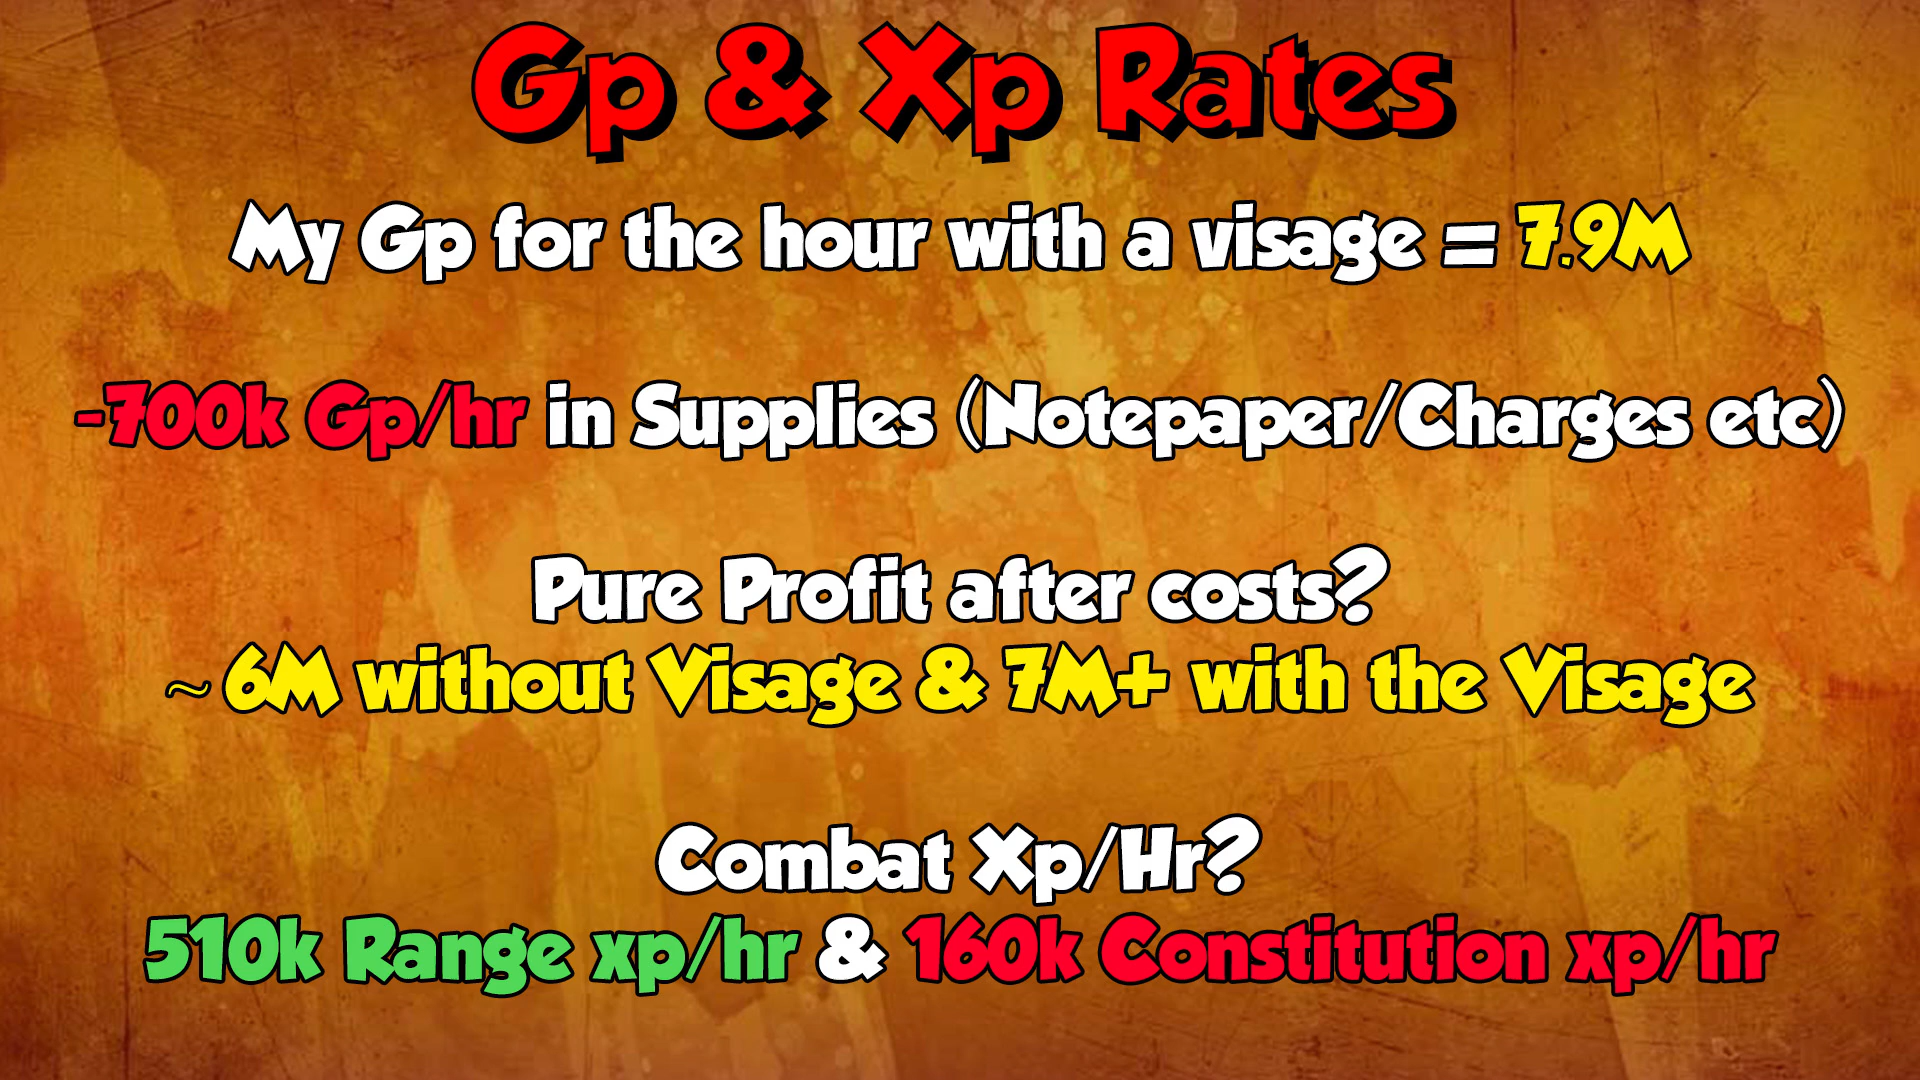 Gp & Xp Rates
My Gp for the hour with a visage = 7.9M
-700k Gp/hr in Supplies (Notepaper/Charges etc)
Pure Profit after costs?
~ 6M without Visage & 7M+ with the Visage
Combat Xp/Hr?
510k Range xp/hr & 160k Constitution xp/hr